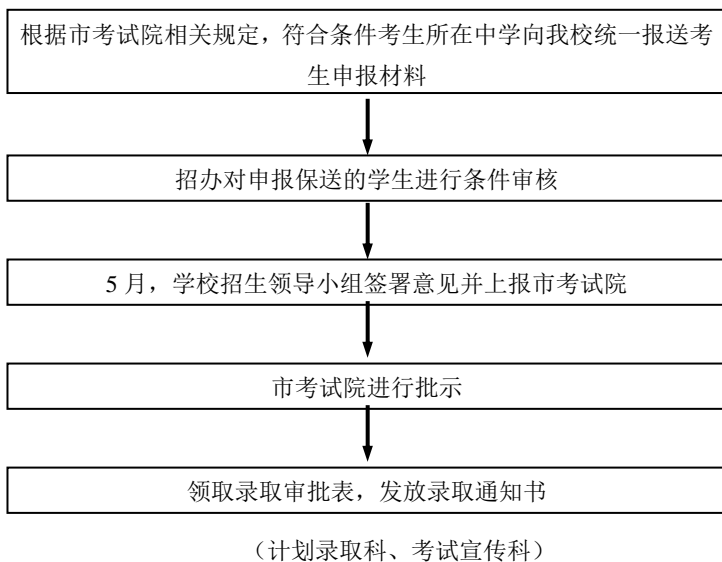 根据市考试院相关规定，符合条件考生所在中学向我校统一报送考
生申报材料
招办对申报保送的学生进行条件审核
5 月，学校招生领导小组签署意见并上报市考试院
市考试院进行批示
领取录取审批表，发放录取通知书
（计划录取科、考试宣传科）